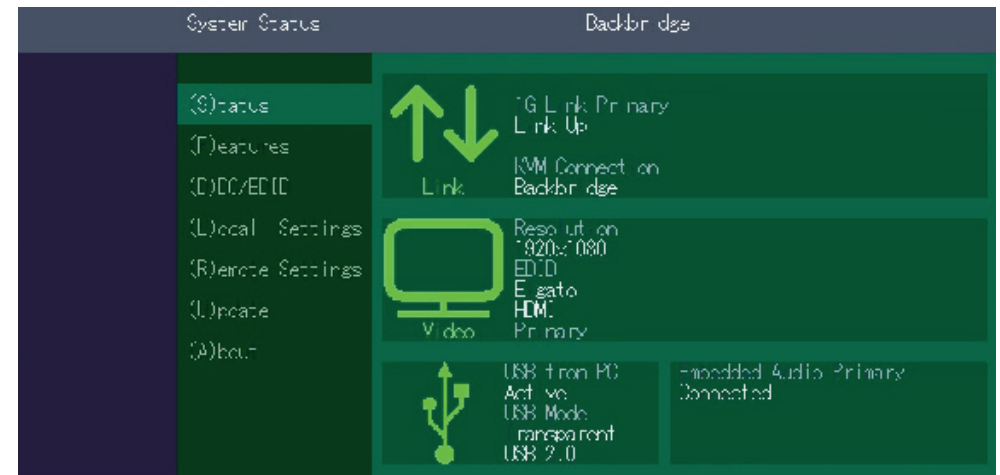 System Status
Backbridge
(S)tatus
(F)eatures
(D)DC/EDID
(L)ocal Settings
(R)emote Settings
(U)pdate
(A)bout
Link
Link Primary
Link Up
KVM Connection
Backbridge
Video
Resolution
1920x1080
EDID
Elgato
HDMI
Primary
USB from PC
Active
USB Mode
Transparent
USB 2.0
Embedded Audio Primary
Connected